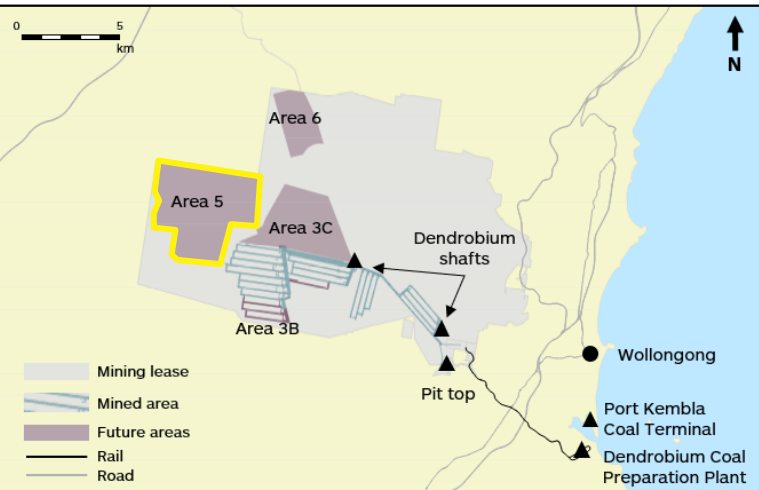 0 5
km
N
Area 6
Area 5
Area 3C
Dendrobium
shafts
Area 3B
Wollongong
Pit top
Port Kembla
Coal Terminal
Dendrobium Coal
Preparation Plant
Mining lease
Mined area
Future areas
Rail
Road